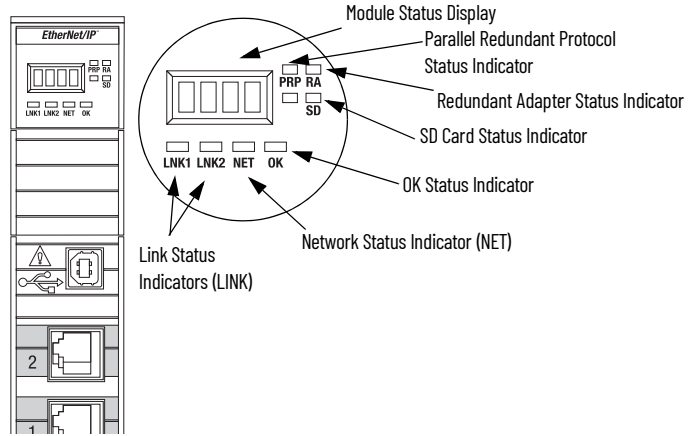 EtherNet/IP
PRP RA
SD
LNK1 LNK2 NET OK
2
1
Module Status Display
Parallel Redundant Protocol
Status Indicator
Redundant Adapter Status Indicator
SD Card Status Indicator
OK Status Indicator
Network Status Indicator (NET)
Link Status
Indicators (LINK)
PRP RA
SD
LNK1 LNK2 NET OK